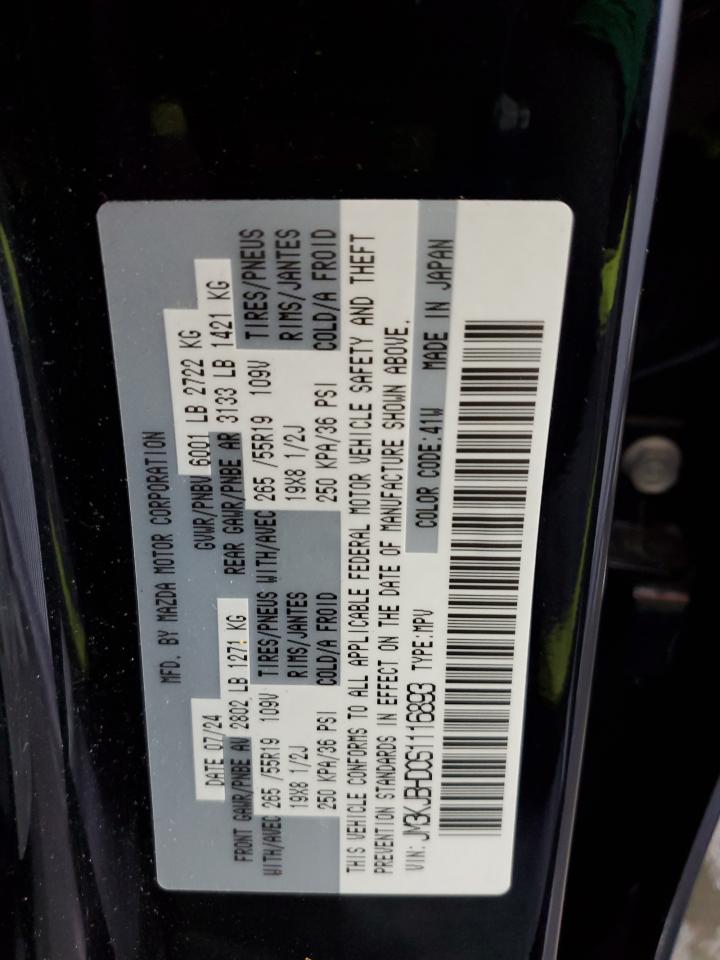 MFD. BY MAZDA MOTOR CORPORATION
DATE 07/24 GVWR/PNBV 6001 LB 2722 KG
FRONT GAWR/PNBE AV 2802 LB 1271 KG REAR GAWR/PNBE AR 3133 LB 1421 KG
WITH/AVEC 265 /55R19 109V TIRES/PNEUS WITH/AVEC 265 /55R19 109V TIRES/PNEUS
19X8 1/2J RIMS/JANTES 19X8 1/2J RIMS/JANTES
250 KPA/36 PSI COLD/A FROID 250 KPA/36 PSI COLD/A FROID
THIS VEHICLE CONFORMS TO ALL APPLICABLE FEDERAL MOTOR VEHICLE SAFETY AND THEFT
PREVENTION STANDARDS IN EFFECT ON THE DATE OF MANUFACTURE SHOWN ABOVE.
VIN: JM3KJBHD0S1116893 TYPE:MPV
COLOR CODE:41W MADE IN JAPAN